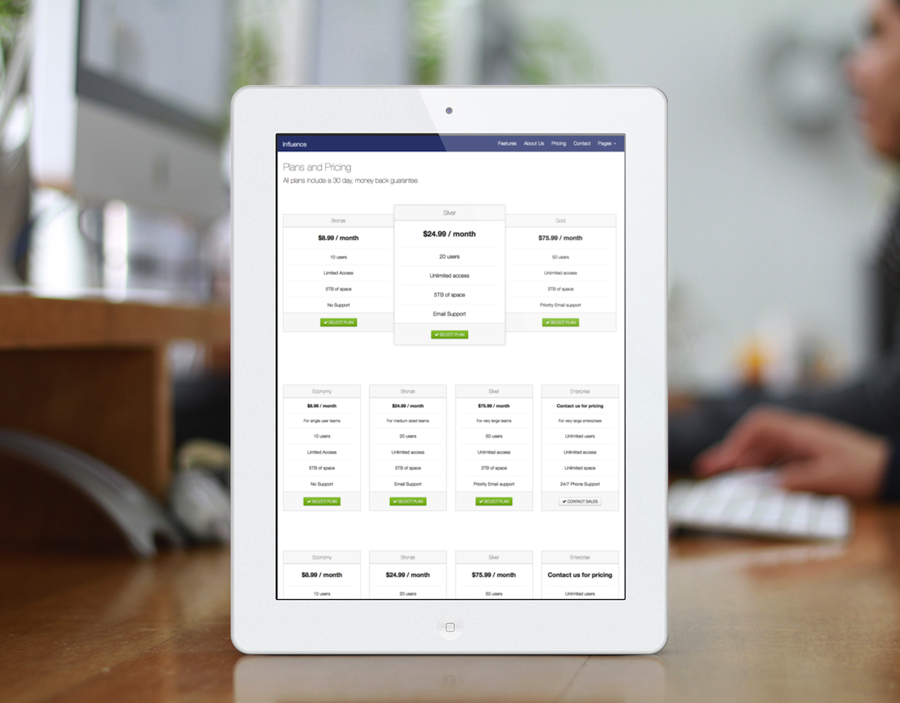 Influence
Features About Us Pricing Contact Pages
Plans and Pricing
All plans include a 30 day, money back guarantee
Bronze
$8.99 / month
10 users
Limited Access
5TB of space
No Support
SELECT PLAN
Silver
$24.99 / month
20 users
Unlimited access
5TB of space
Email Support
SELECT PLAN
Gold
$75.99 / month
50 users
Unlimited access
3TB of space
Priority Email support
SELECT PLAN
Economy
$8.99 / month
For single user teams
10 users
Limited Access
5TB of space
No Support
SELECT PLAN
Bronze
$24.99 / month
For medium sized teams
20 users
Unlimited access
5TB of space
Email Support
SELECT PLAN
Silver
$75.99 / month
For very large teams
50 users
Unlimited access
3TB of space
Priority Email support
SELECT PLAN
Enterprise
Contact us for pricing
For very large enterprises
Unlimited users
Unlimited access
Unlimited space
24/7 Phone Support
CONTACT SALES
Economy
$8.99 / month
10 users
Bronze
$24.99 / month
20 users
Silver
$75.99 / month
50 users
Enterprise
Contact us for pricing
Unlimited users